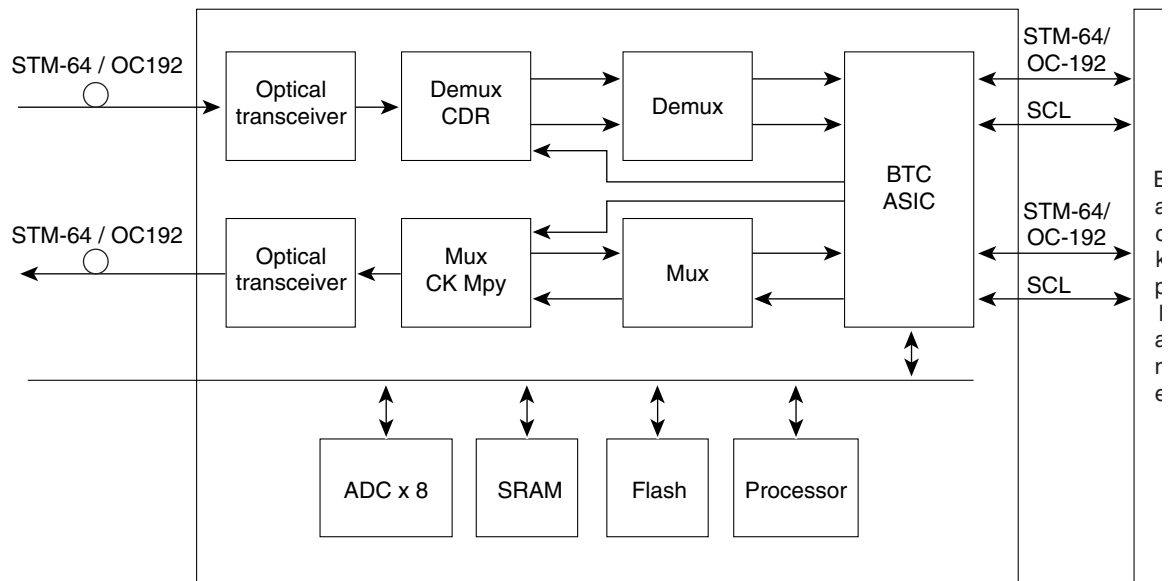 STM-64 / OC192
Optical
transceiver
Demux
CDR
Demux
BTC
ASIC
STM-64/
OC-192
SCL
STM-64 / OC192
Optical
transceiver
Mux
CK Mpy
Mux
STM-64/
OC-192
SCL
ADC x 8
SRAM
Flash
Processor